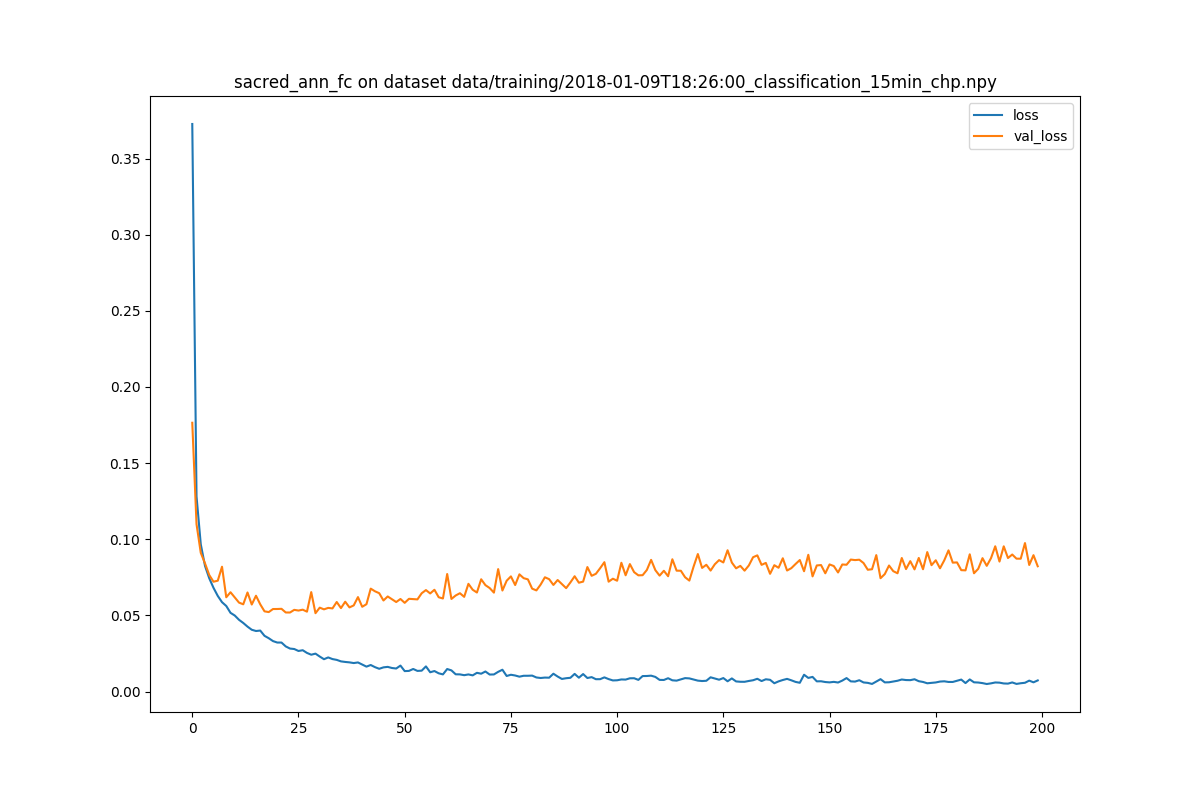 sacred_ann_fc on dataset data/training/2018-01-09T18:26:00_classification_15min_chp.npy
loss
val_loss
0.35
0.30
0.25
0.20
0.15
0.10
0.05
0.00
0 25 50 75 100 125 150 175 200